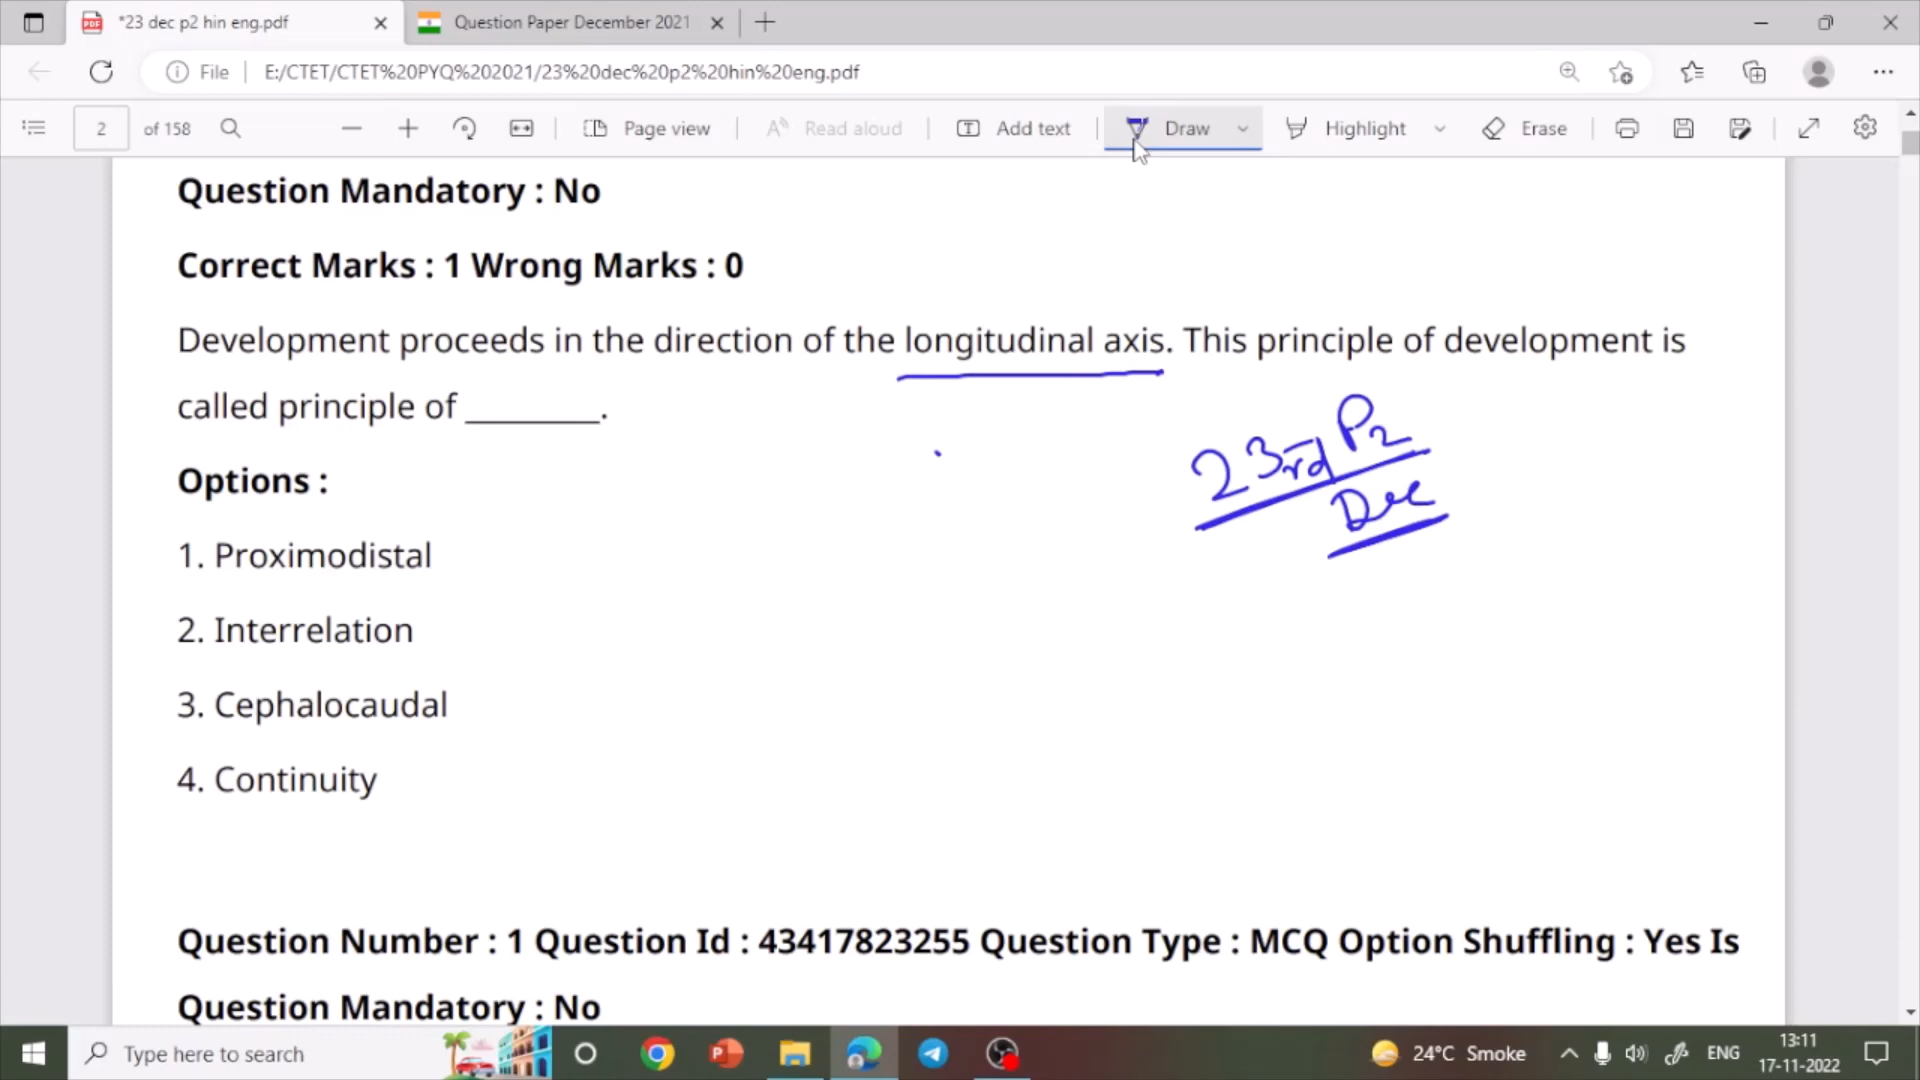 *23 dec p2 hin eng.pdf
Question Paper December 2021
File
E:/CTET/CTET%20PYQ%202021/23%20dec%20p2%20hin%20eng.pdf
2 of 158
Page view
Read aloud
Add text
Draw
Highlight
Erase
Question Mandatory : No
Correct Marks : 1 Wrong Marks : 0
Development proceeds in the direction of the longitudinal axis. This principle of development is
called principle of ________.
23rd P2
Dec
Options :
1. Proximodistal
2. Interrelation
3. Cephalocaudal
4. Continuity
Question Number : 1 Question Id : 43417823255 Question Type : MCQ Option Shuffling : Yes Is
Question Mandatory : No
Type here to search
24°C Smoke
ENG
13:11
17-11-2022